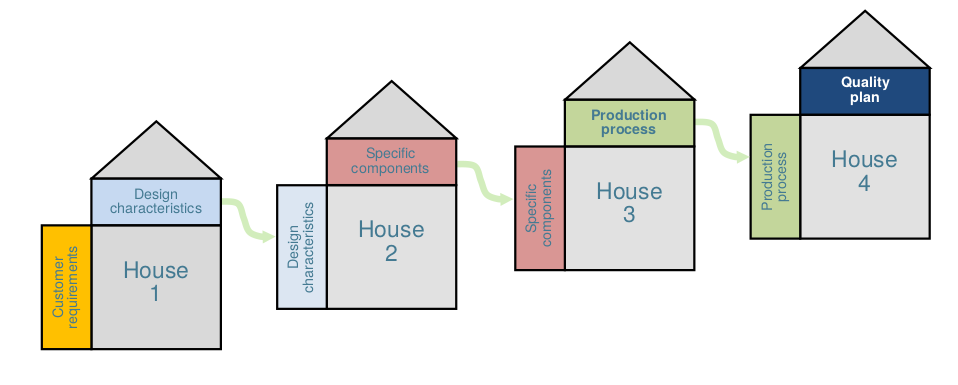 Design
characteristics
Customer
requirements
House
1
Specific
components
Design
characteristics
House
2
Production
process
Specific
components
House
3
Quality
plan
Production
process
House
4